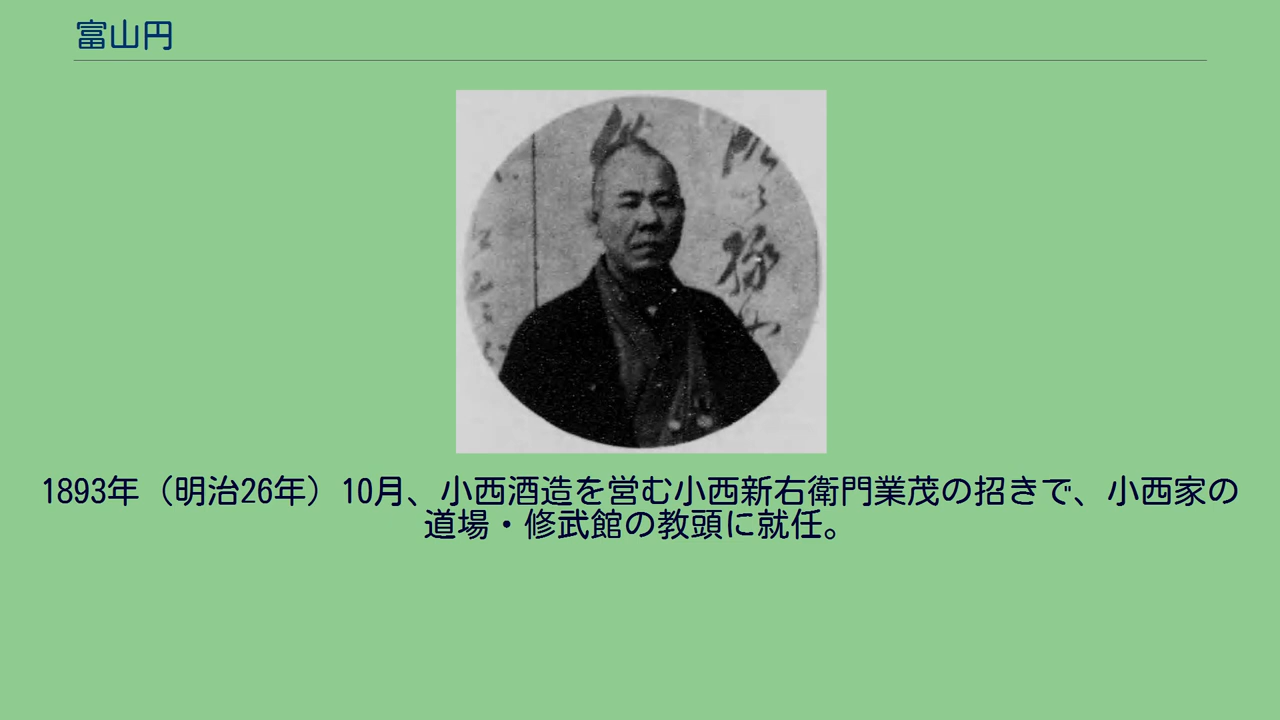 富山円
1893年（明治26年）10月、小西酒造を営む小西新右衛門業茂の招きで、小西家の
道場・修武館の教頭に就任。